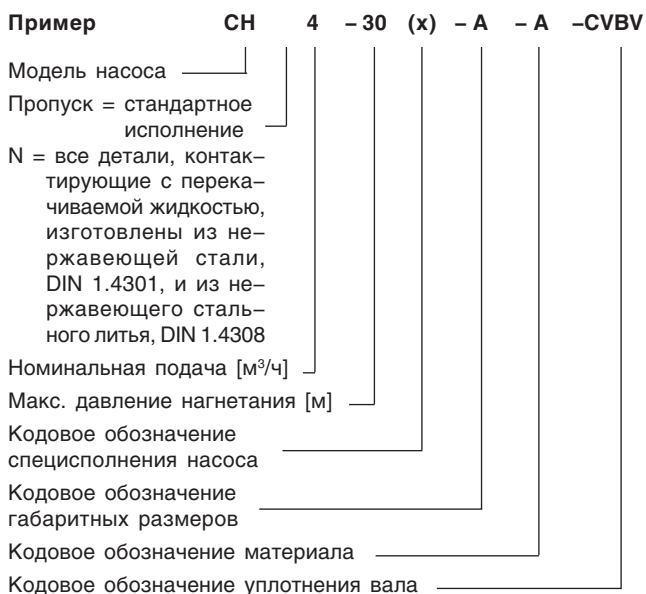 Пример CH 4 – 30 (x) – A – A –CVBV
Модель насоса
Пропуск = стандартное
исполнение
N = все детали, контак–
тирующие с перека–
чиваемой жидкостью,
изготовлены из не–
ржавеющей стали,
DIN 1.4301, и из не–
ржавеющего сталь–
ного литья, DIN 1.4308
Номинальная подача [м³/ч]
Макс. давление нагнетания [м]
Кодовое обозначение
специсполнения насоса
Кодовое обозначение
габаритных размеров
Кодовое обозначение материала
Кодовое обозначение уплотнения вала